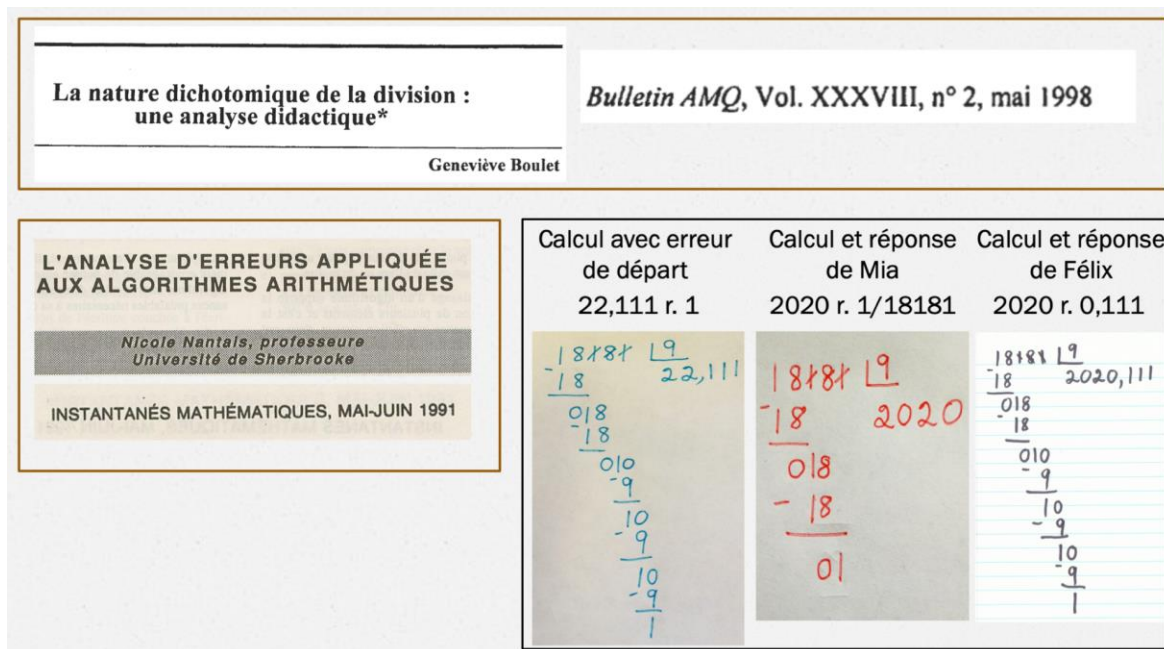 La nature dichotomique de la division :
une analyse didactique*
Geneviève Boulet
Bulletin AMQ, Vol. XXXVIII, n° 2, mai 1998
L'ANALYSE D'ERREURS APPLIQUÉE
AUX ALGORITHMES ARITHMÉTIQUES
Nicole Nantais, professeure
Université de Sherbrooke
INSTANTANÉS MATHÉMATIQUES, MAI-JUIN 1991
Calcul avec erreur
de départ
22,111 r. 1
18181 9
-18 22,111
018
-18
010
-9
10
-9
10
-9
1
Calcul et réponse
de Mia
2020 r. 1/18181
18181 9
-18 2020
018
- 18
01
Calcul et réponse
de Félix
2020 r. 0,111
18181 9
-18 2020,111
018
- 18
010
- 9
10
- 9
10
-9
1